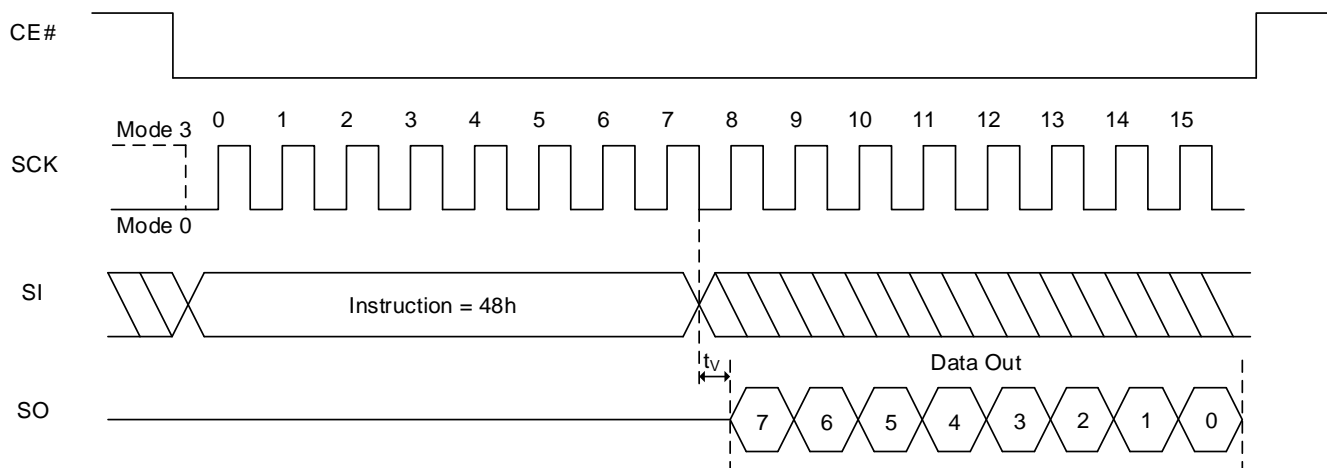 CE#
Mode 3
0 1 2 3 4 5 6 7 8 9 10 11 12 13 14 15
SCK
Mode 0
SI
Instruction = 48h
tV
Data Out
SO
7 6 5 4 3 2 1 0